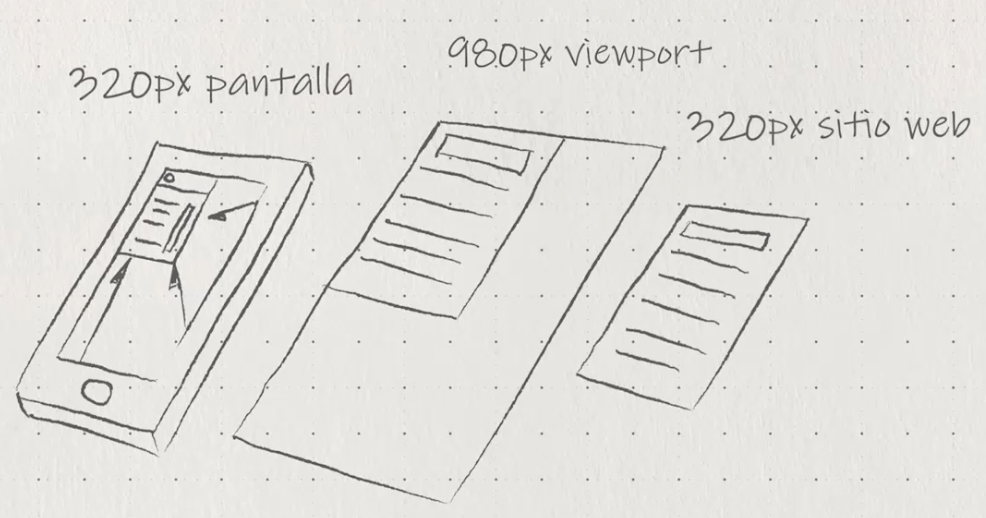 320px pantalla
980px viewport
320px sitio web